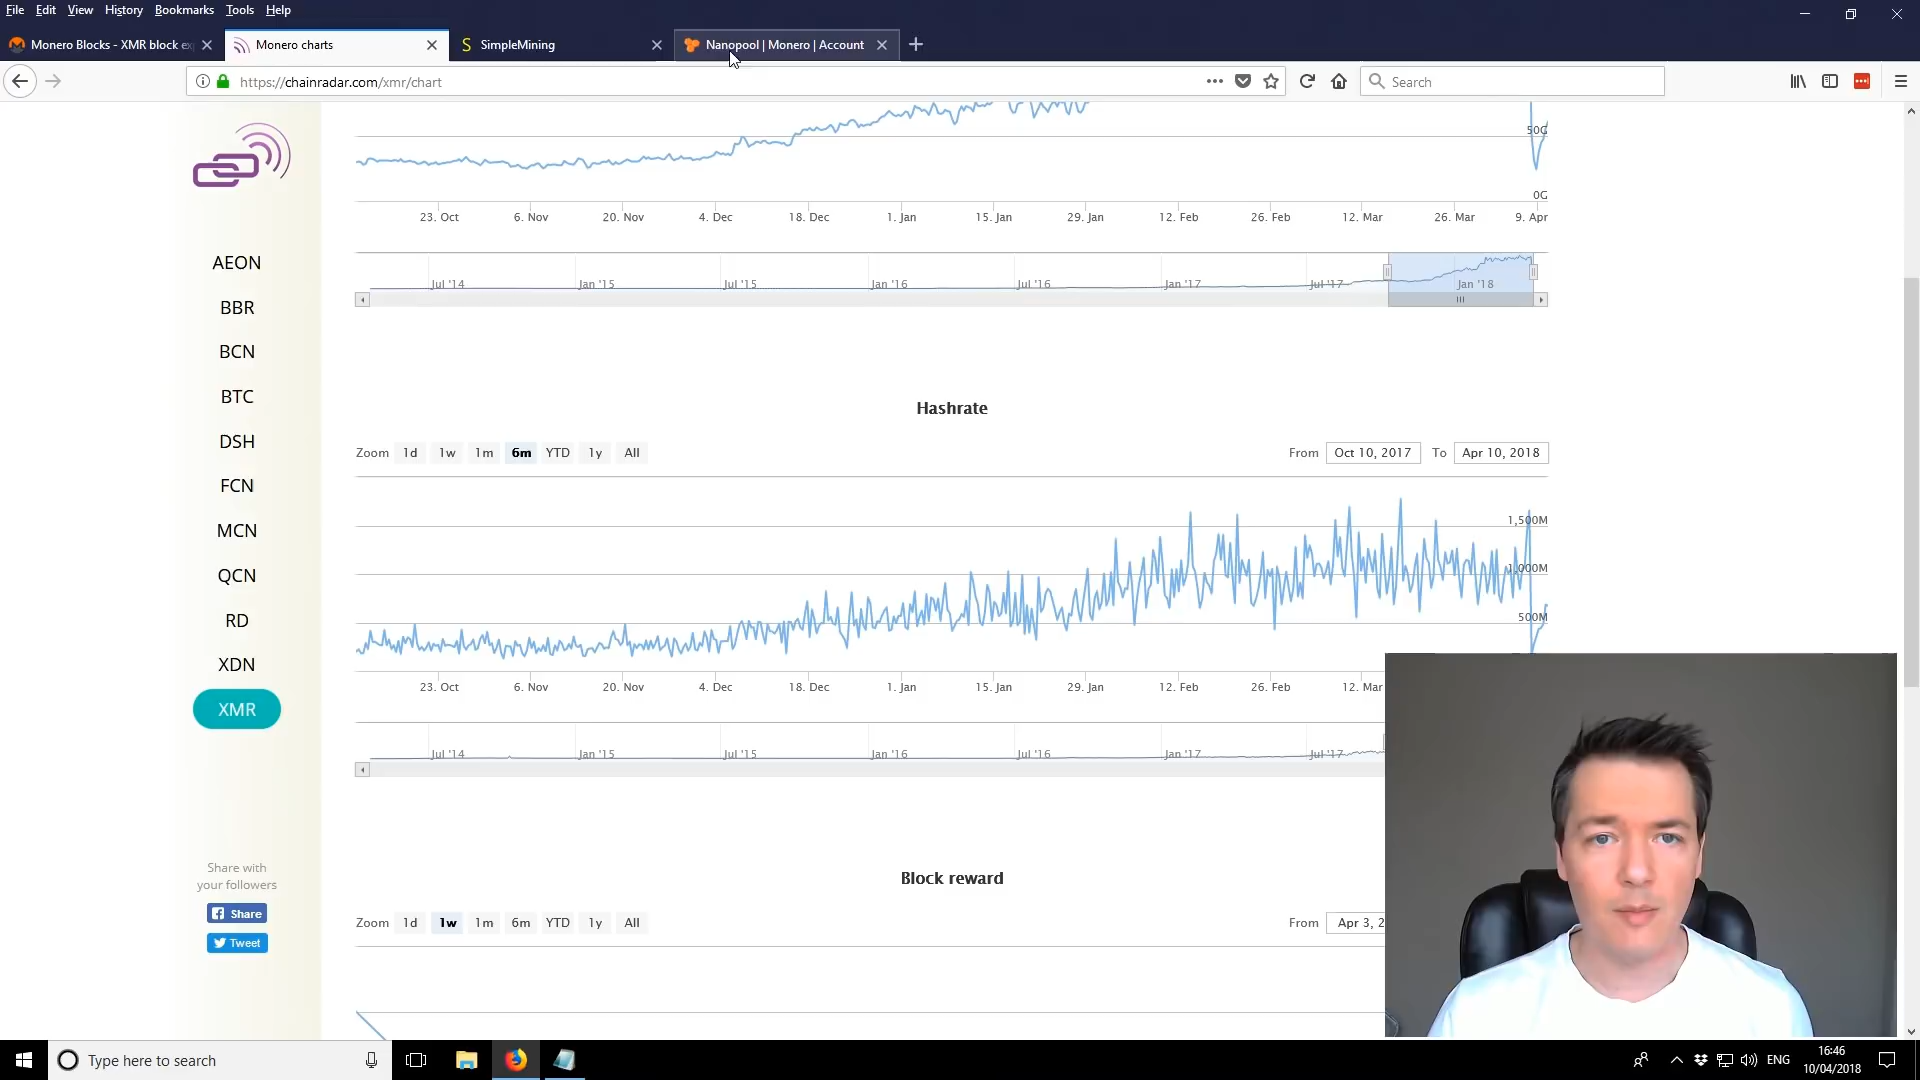 File Edit View History Bookmarks Tools Help
Monero Blocks - XMR block ex
Monero charts
SimpleMining
Nanopool | Monero | Account
https://chainradar.com/xmr/chart
Search
50G
0G
23. Oct 6. Nov 20. Nov 4. Dec 18. Dec 1. Jan 15. Jan 29. Jan 12. Feb 26. Feb 12. Mar 26. Mar 9. Apr
Jul '14 Jan '15 Jul '15 Jan '16 Jul '16 Jan '17 Jul '17 Jan '18
AEON
BBR
BCN
BTC
DSH
FCN
MCN
QCN
RD
XDN
XMR
Share with
your followers
Share
Tweet
Hashrate
Zoom 1d 1w 1m 6m YTD 1y All
From Oct 10, 2017 To Apr 10, 2018
1,500M
1,000M
500M
23. Oct 6. Nov 20. Nov 4. Dec 18. Dec 1. Jan 15. Jan 29. Jan 12. Feb 26. Feb 12. Mar
Jul '14 Jan '15 Jul '15 Jan '16 Jul '16 Jan '17 Jul '17
Block reward
Zoom 1d 1w 1m 6m YTD 1y All
From Apr 3, 2
Type here to search
ENG
16:46
10/04/2018